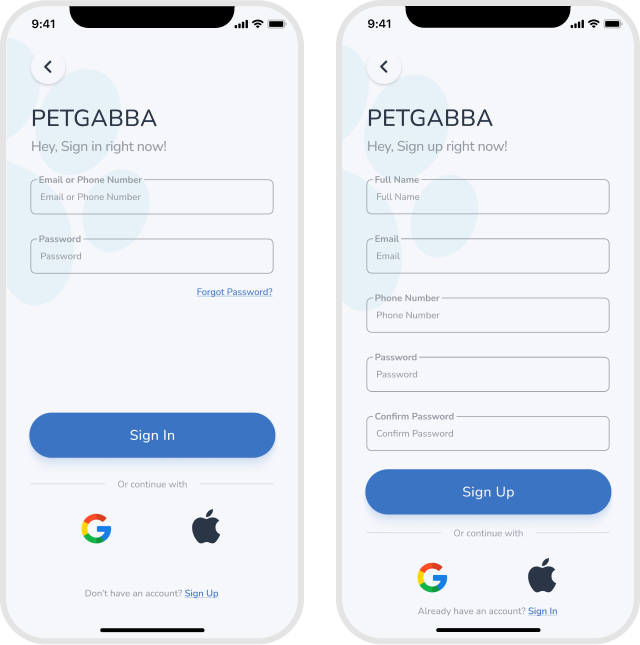 9:41
PETGABBA
Hey, Sign in right now!
Email or Phone Number
Email or Phone Number
Password
Password
Forgot Password?
Sign In
Or continue with
Don't have an account? Sign Up
9:41
PETGABBA
Hey, Sign up right now!
Full Name
Full Name
Email
Email
Phone Number
Phone Number
Password
Password
Confirm Password
Confirm Password
Sign Up
Or continue with
Already have an account? Sign In